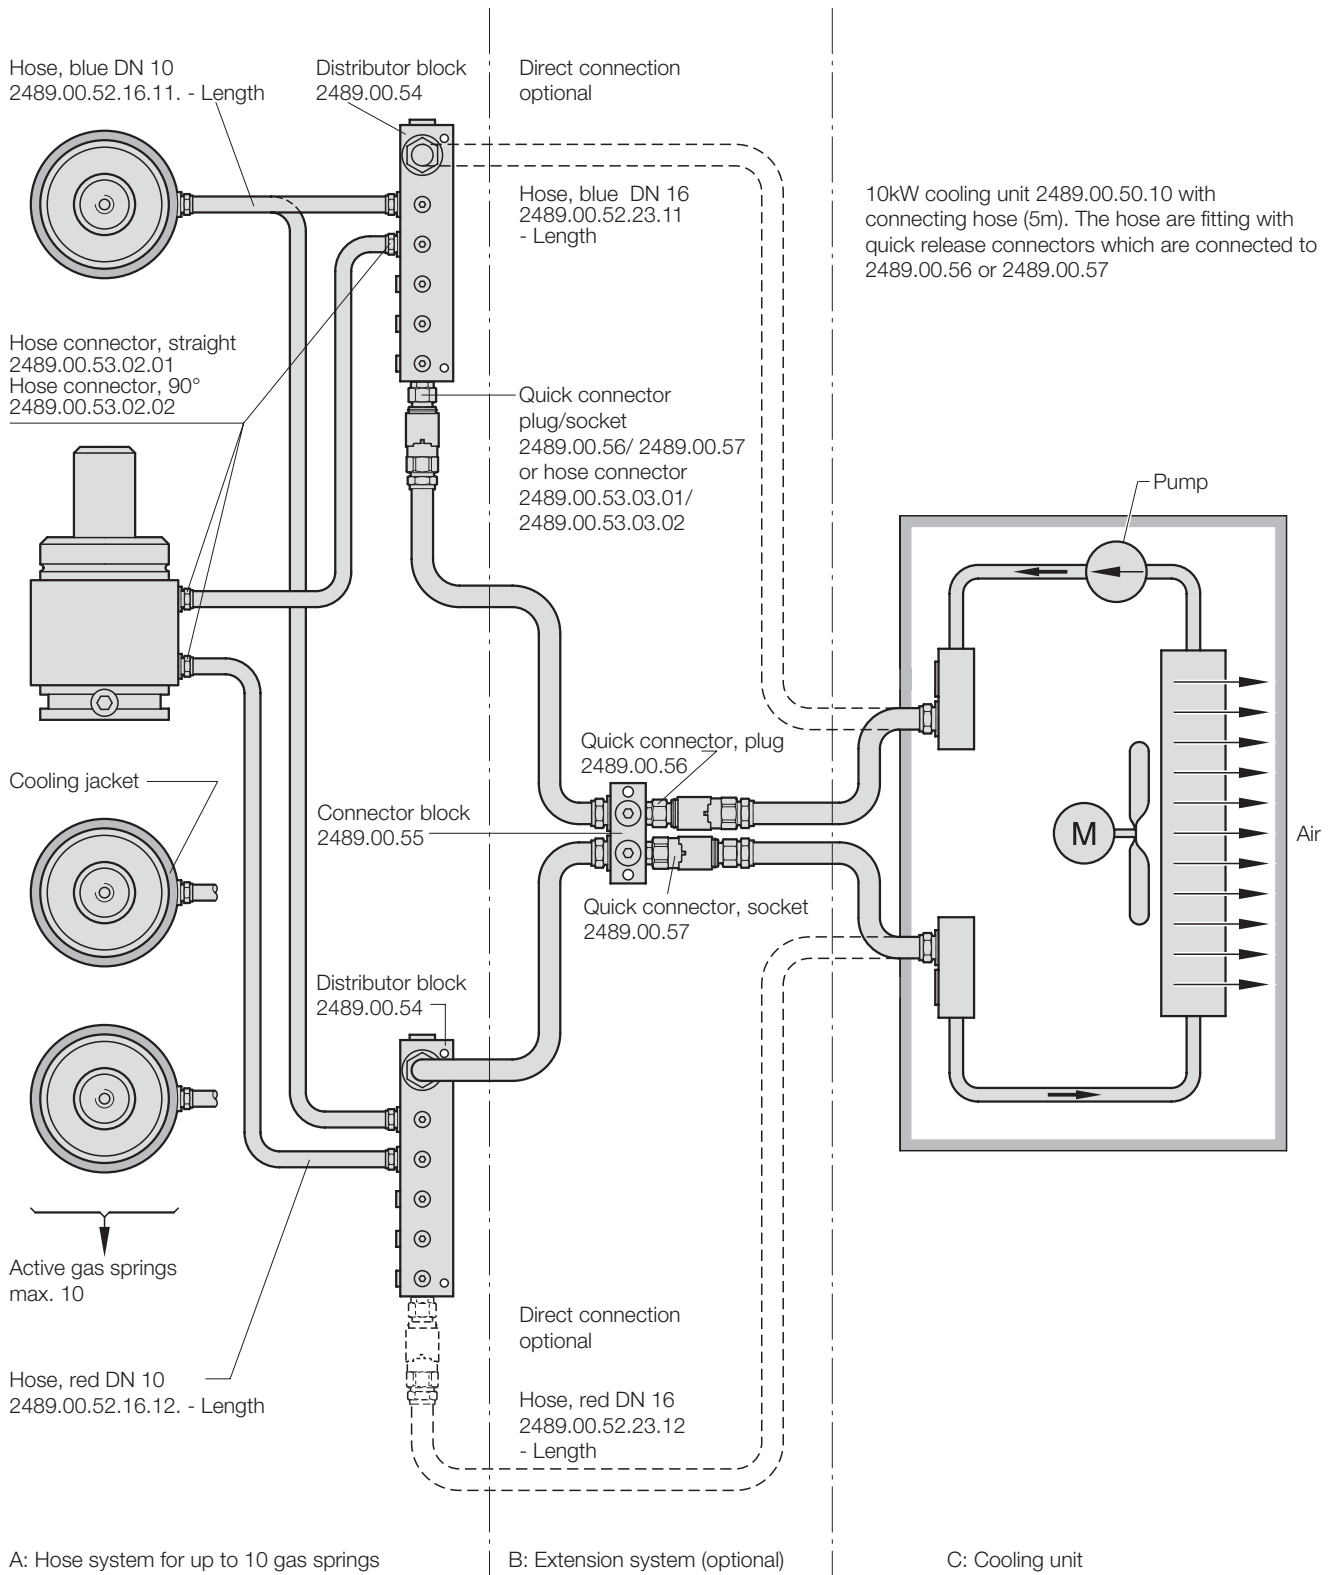 Hose, blue DN 10
2489.00.52.16.11. - Length
Distributor block
2489.00.54
Direct connection
optional
Hose, blue  DN 16
2489.00.52.23.11
- Length
10kW cooling unit 2489.00.50.10 with
connecting hose (5m). The hose are fitting with
quick release connectors which are connected to
2489.00.56 or 2489.00.57
Hose connector, straight
2489.00.53.02.01
Hose connector, 90°
2489.00.53.02.02
Quick connector
plug/socket
2489.00.56/ 2489.00.57
or hose connector
2489.00.53.03.01/
2489.00.53.03.02
Pump
Quick connector, plug
2489.00.56
Cooling jacket
Connector block
2489.00.55
M
Air
Quick connector, socket
2489.00.57
Distributor block
2489.00.54
Active gas springs
max. 10
Direct connection
optional
Hose, red DN 10
2489.00.52.16.12. - Length
Hose, red DN 16
2489.00.52.23.12
- Length
A: Hose system for up to 10 gas springs
B: Extension system (optional)
C: Cooling unit